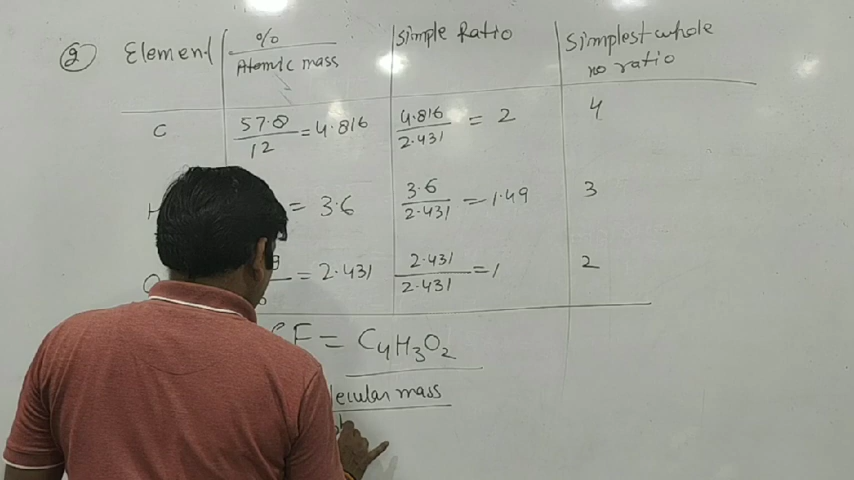 2 Element % Simple Ratio Simplest whole
Atomic mass no ratio
C 57.8 = 4.816 4.816 = 2 4
12 2.431
H = 3.6 3.6 = 1.49 3
2.431
= 2.431 2.431 = 1 2
2.431
F = C4H3O2
lecular mass